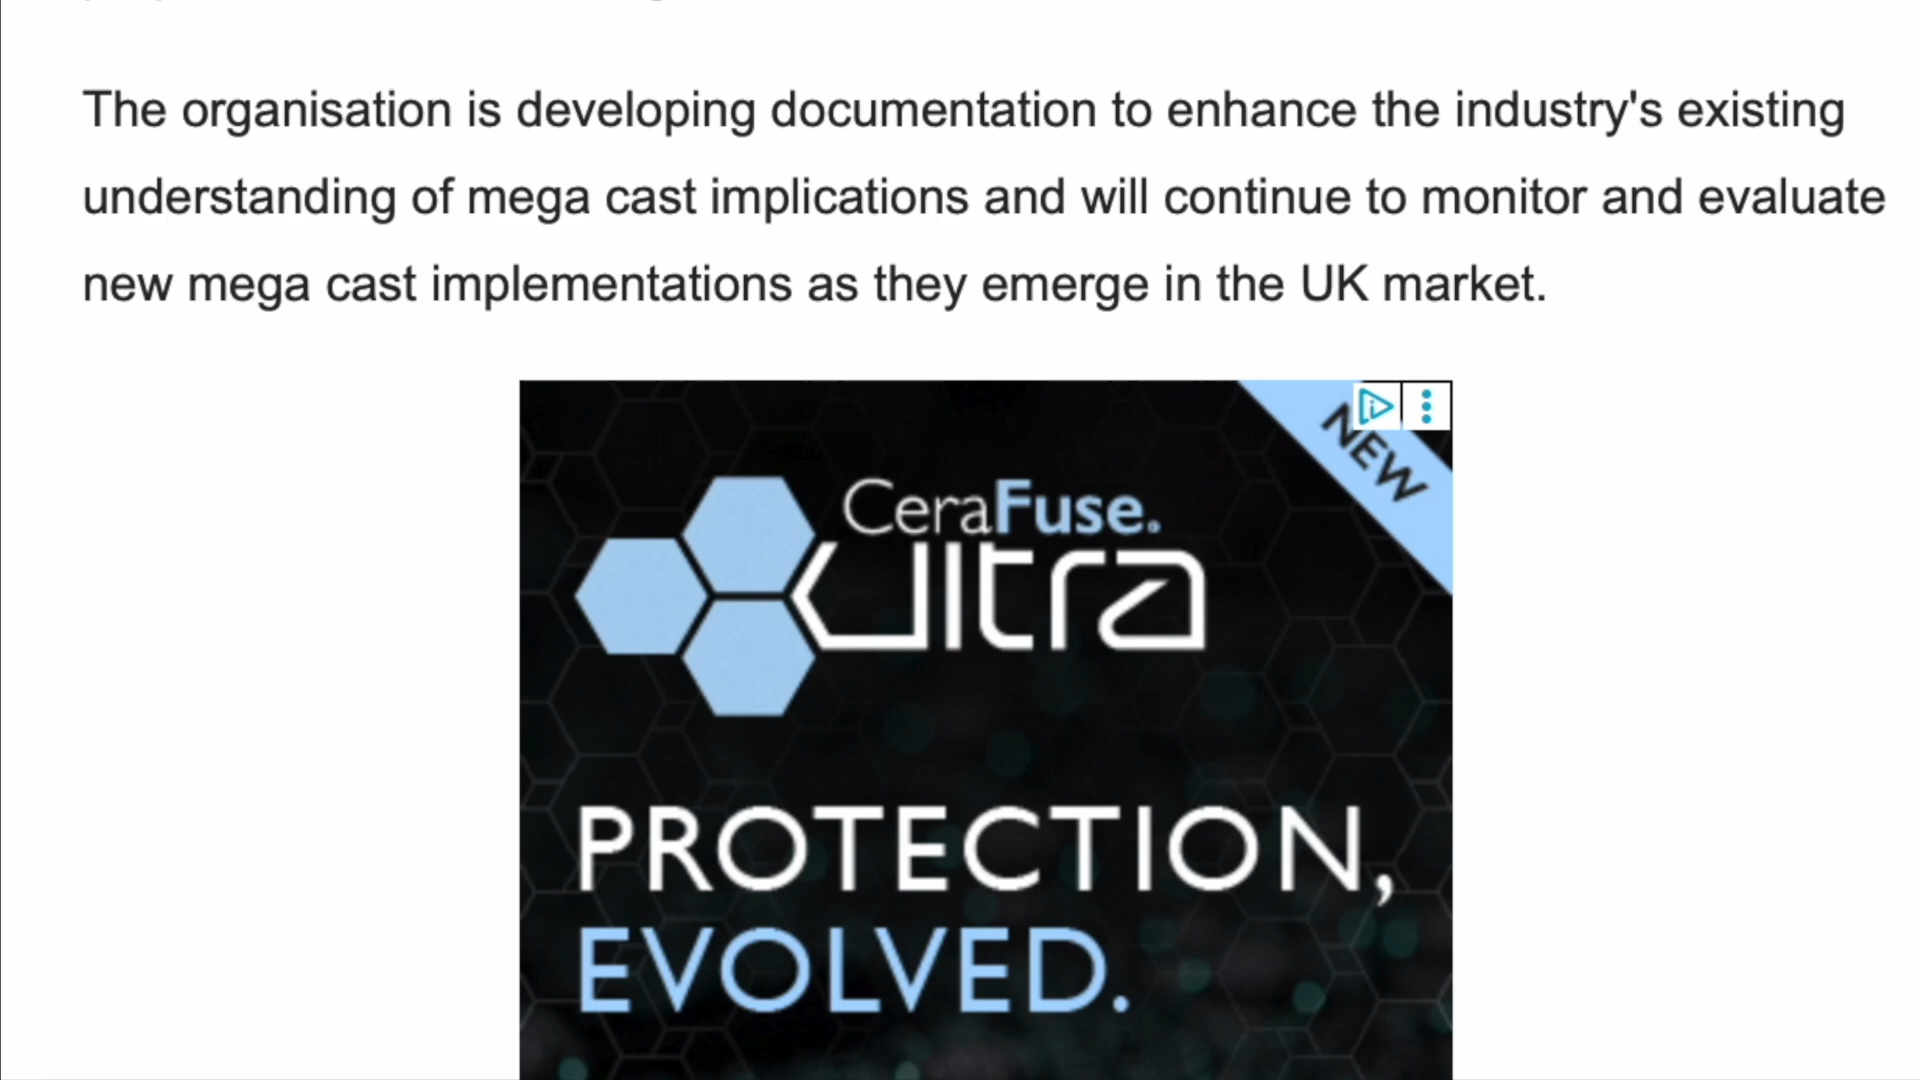 The organisation is developing documentation to enhance the industry's existing
understanding of mega cast implications and will continue to monitor and evaluate
new mega cast implementations as they emerge in the UK market.
NEW
CeraFuse.
ultra
PROTECTION,
EVOLVED.